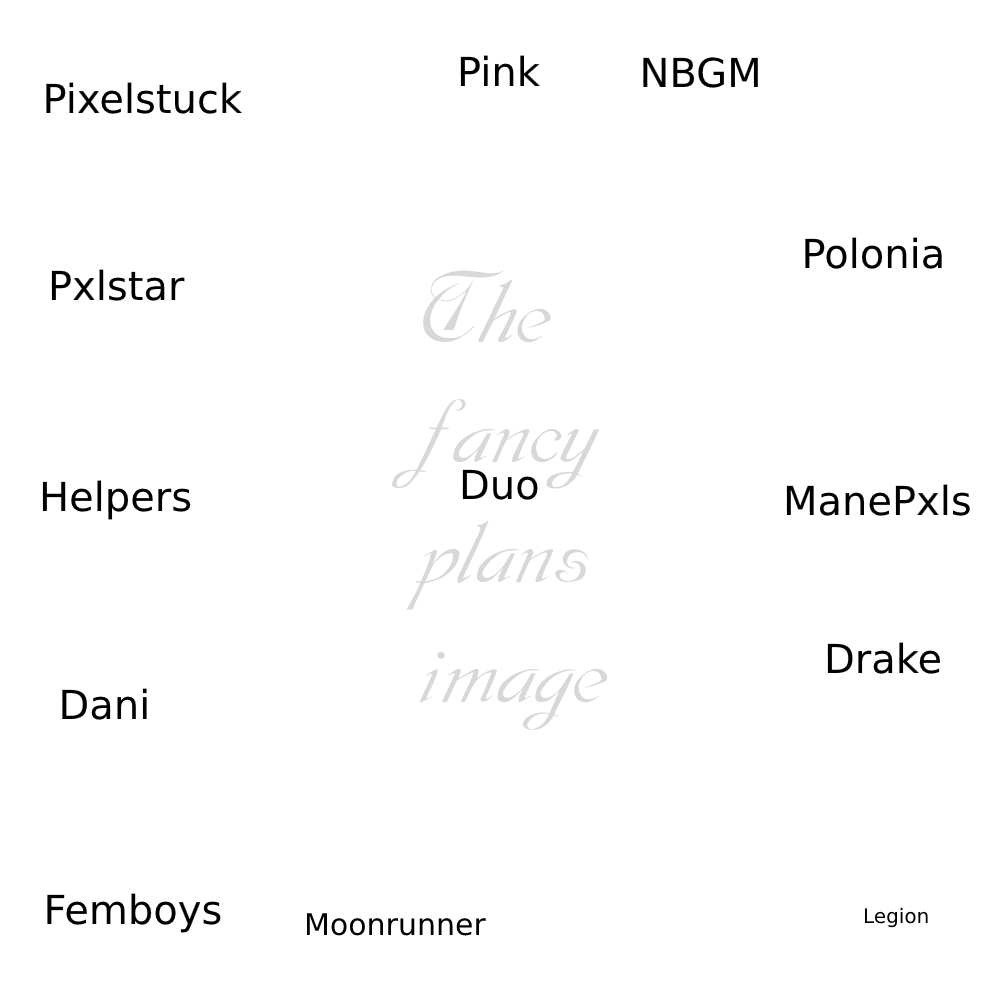 Pixelstuck
Pink
NBGM
Polonia
Pxlstar
The
fancy
Helpers
Duo
ManePxls
plans
Drake
image
Dani
Femboys
Moonrunner
Legion